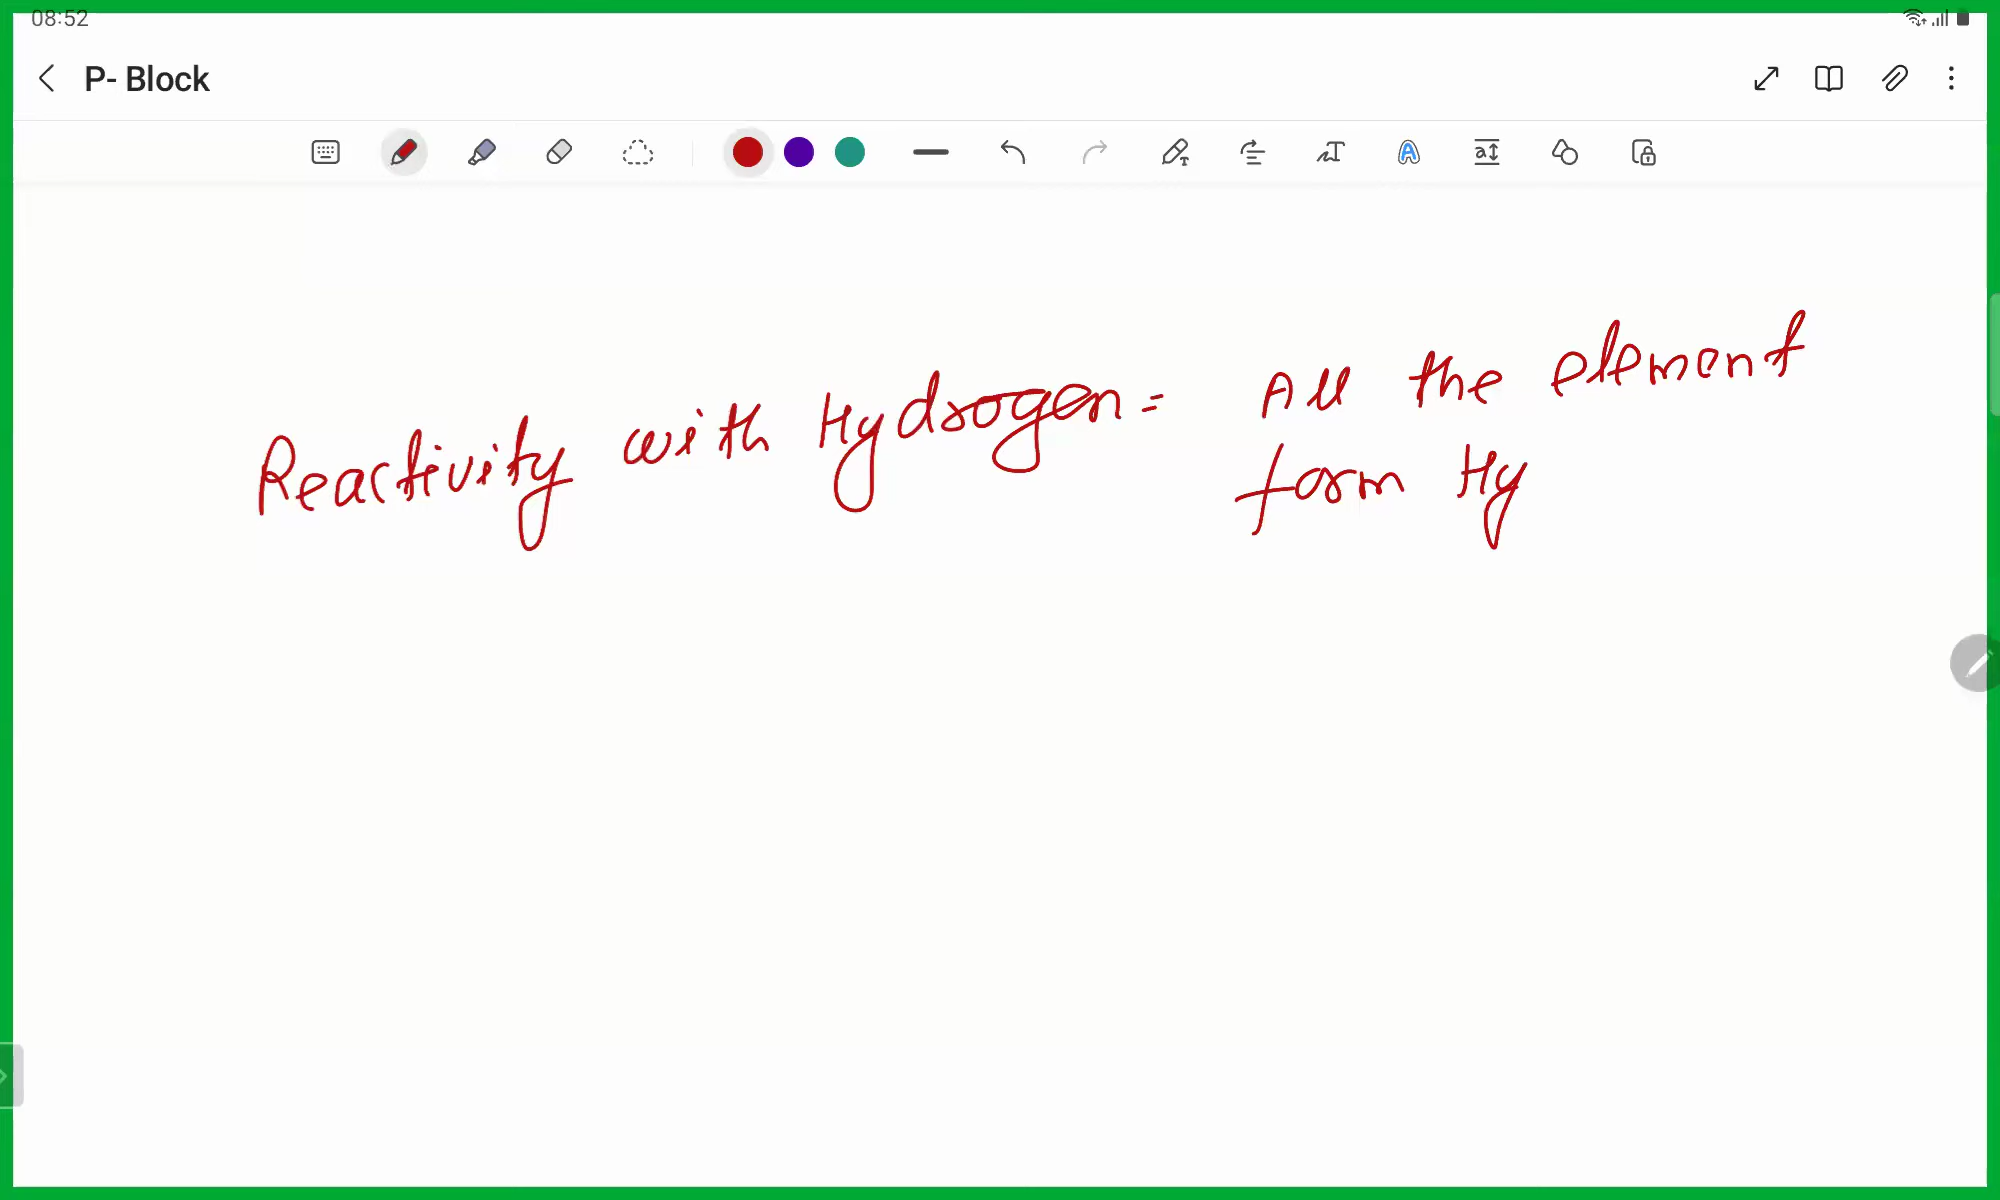 08:52
P- Block
Reactivity with Hydrogen = All the element
form Hy